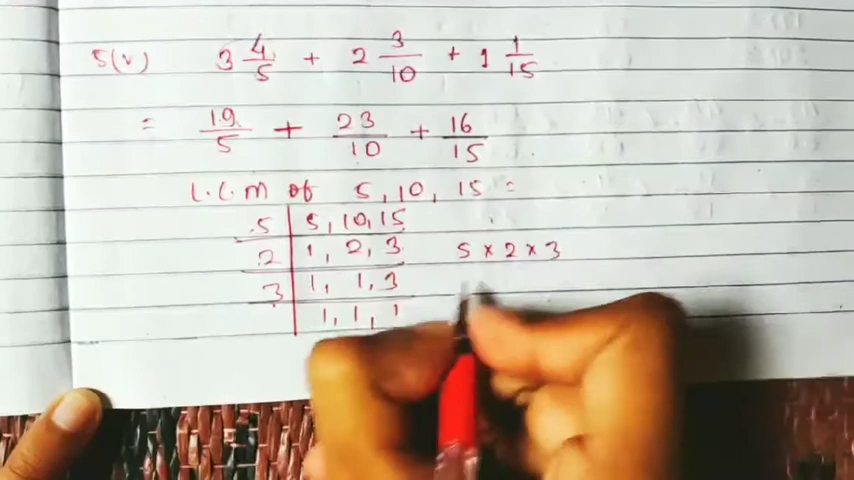 5(v) 3 4/5 + 2 3/10 + 1 1/15
= 19/5 + 23/10 + 16/15
L.C.M of 5, 10, 15 =
5 | 5, 10, 15
2 | 1, 2, 3 5 x 2 x 3
3 | 1, 1, 3
1, 1, 1